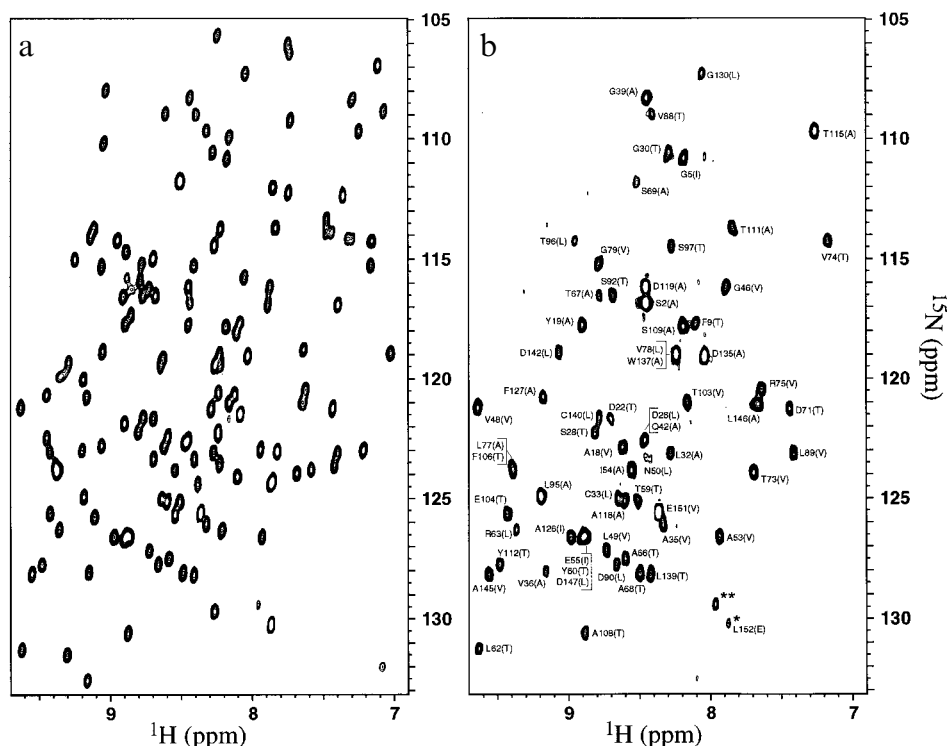 a
105
110
115
120
125
130
9
8
7
¹H (ppm)
b
105
G130(L)
G39(A)
V88(T)
T115(A)
110
G30(T)
G5(I)
S69(A)
T111(A)
T96(L)
S97(T)
V74(T)
G79(V)
115
S92(T)
D119(A)
G46(V)
T67(A)
S2(A)
Y19(A)
S109(A)
F9(T)
D142(L)
V78(L)
W137(A)
D135(A)
120
R75(V)
F127(A)
T103(V)
L146(A)
D71(T)
V48(V)
C140(L)
D22(T)
D26(L)
Q42(A)
S28(T)
L77(A)
F106(T)
A18(V)
L32(A)
L89(V)
I54(A)
N50(L)
T73(V)
L95(A)
C33(L)
T59(T)
125
E104(T)
A118(A)
E151(V)
R63(L)
A126(I)
A35(V)
A53(V)
L49(V)
Y112(T)
E55(I)
Y60(T)
D147(L)
A66(T)
V36(A)
D90(L)
A145(V)
A68(T)
L139(T)
**
*
L152(E)
130
L62(T)
A108(T)
9
8
7
¹H (ppm)
¹⁵N (ppm)